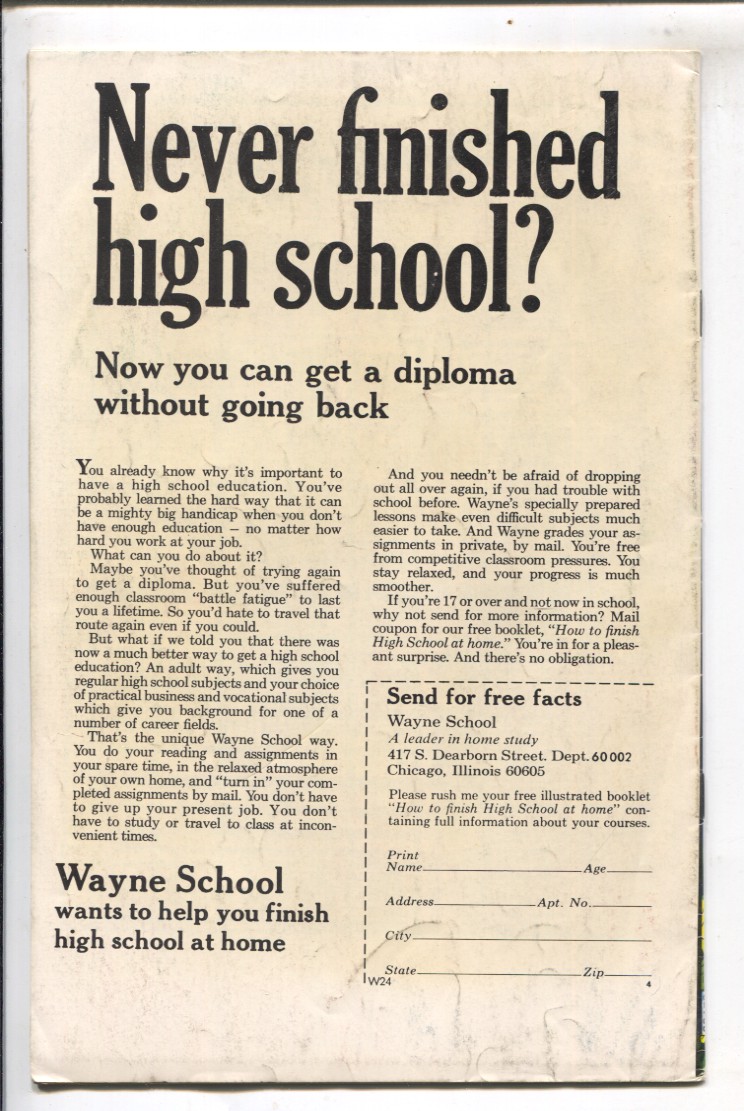 Never finished
high school?
Now you can get a diploma
without going back
You already know why it's important to
have a high school education. You've
probably learned the hard way that it can
be a mighty big handicap when you don't
have enough education – no matter how
hard you work at your job.
What can you do about it?
Maybe you've thought of trying again
to get a diploma. But you've suffered
enough classroom "battle fatigue" to last
you a lifetime. So you'd hate to travel that
route again even if you could.
But what if we told you that there was
now a much better way to get a high school
education? An adult way, which gives you
regular high school subjects and your choice
of practical business and vocational subjects
which give you background for one of a
number of career fields.
That's the unique Wayne School way.
You do your reading and assignments in
your spare time, in the relaxed atmosphere
of your own home, and "turn in" your com-
pleted assignments by mail. You don't have
to give up your present job. You don't
have to study or travel to class at incon-
venient times.
Wayne School
wants to help you finish
high school at home
And you needn't be afraid of dropping
out all over again, if you had trouble with
school before. Wayne's specially prepared
lessons make even difficult subjects much
easier to take. And Wayne grades your as-
signments in private, by mail. You're free
from competitive classroom pressures. You
stay relaxed, and your progress is much
smoother.
If you're 17 or over and not now in school,
why not send for more information? Mail
coupon for our free booklet, "How to finish
High School at home." You're in for a pleas-
ant surprise. And there's no obligation.
Send for free facts
Wayne School
A leader in home study
417 S. Dearborn Street. Dept. 60002
Chicago, Illinois 60605
Please rush me your free illustrated booklet
"How to finish High School at home" con-
taining full information about your courses.
Print
Name Age
Address Apt. No.
City
State Zip
W24 4